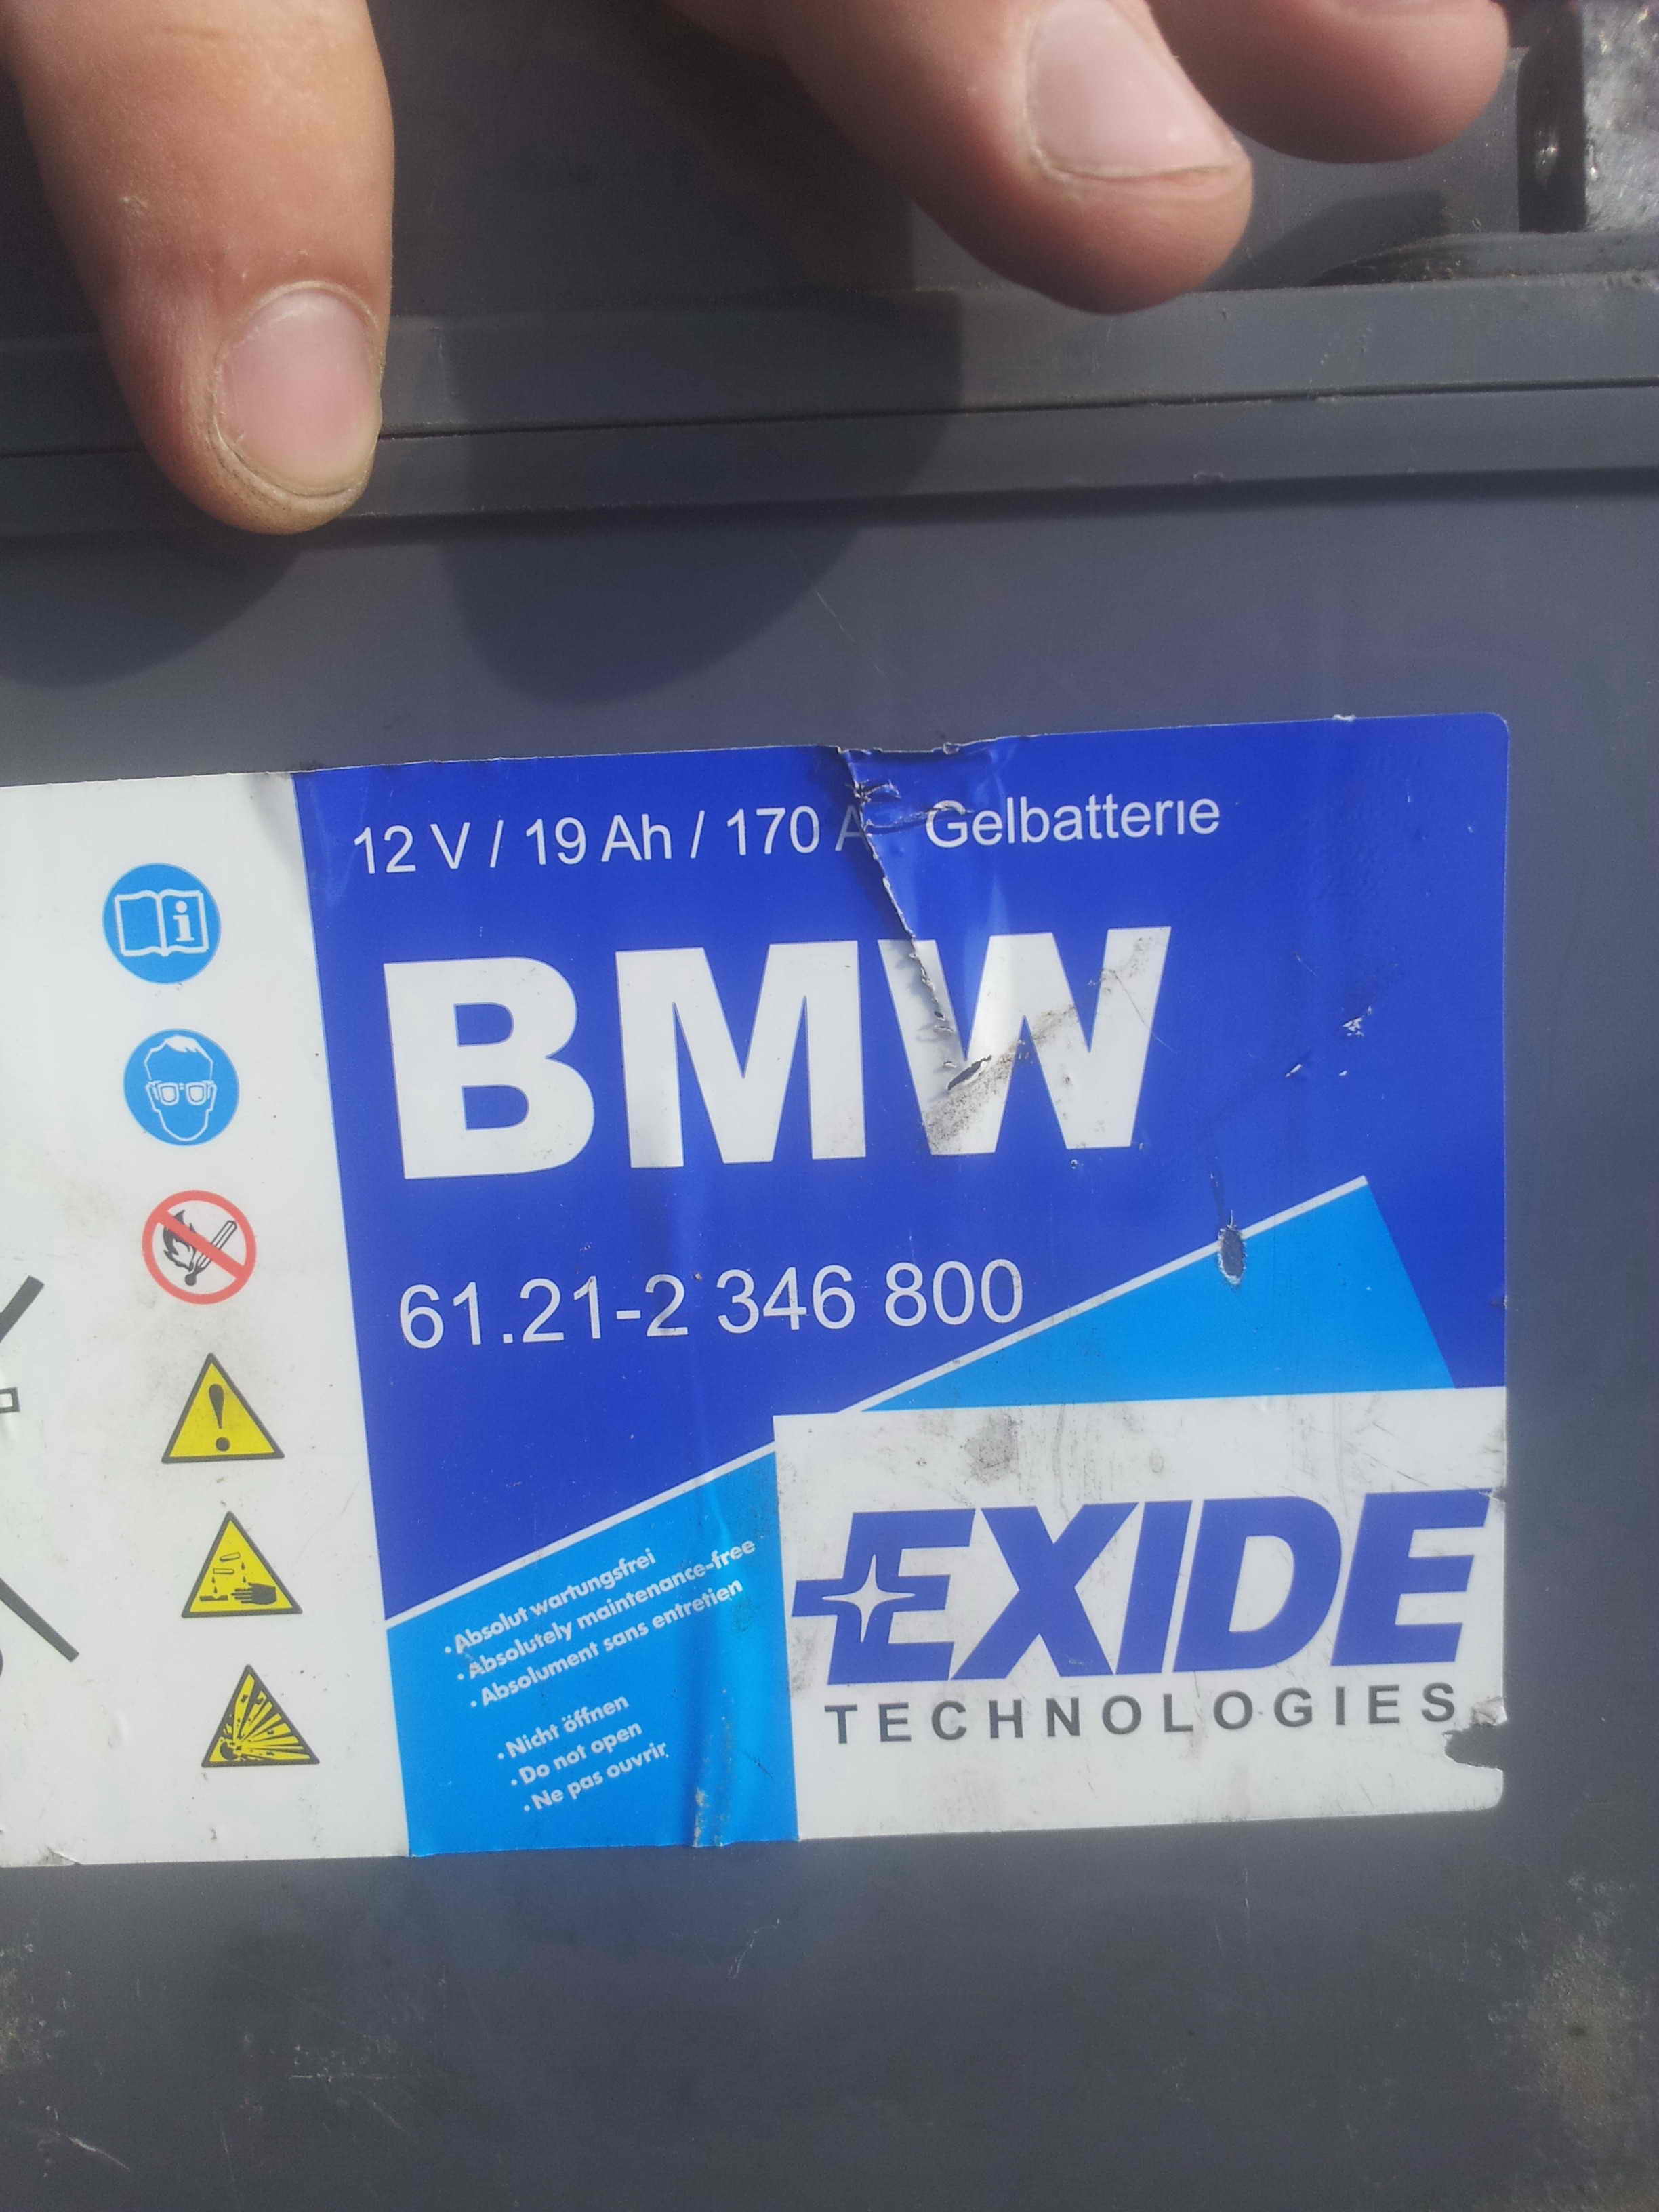 12 V / 19 Ah / 170 A Gelbatterie
BMW
61.21-2 346 800
• Absolut wartungsfrei
• Absolutely maintenance-free
• Absolument sans entretien
• Nicht öffnen
• Do not open
• Ne pas ouvrir
EXIDE
TECHNOLOGIES